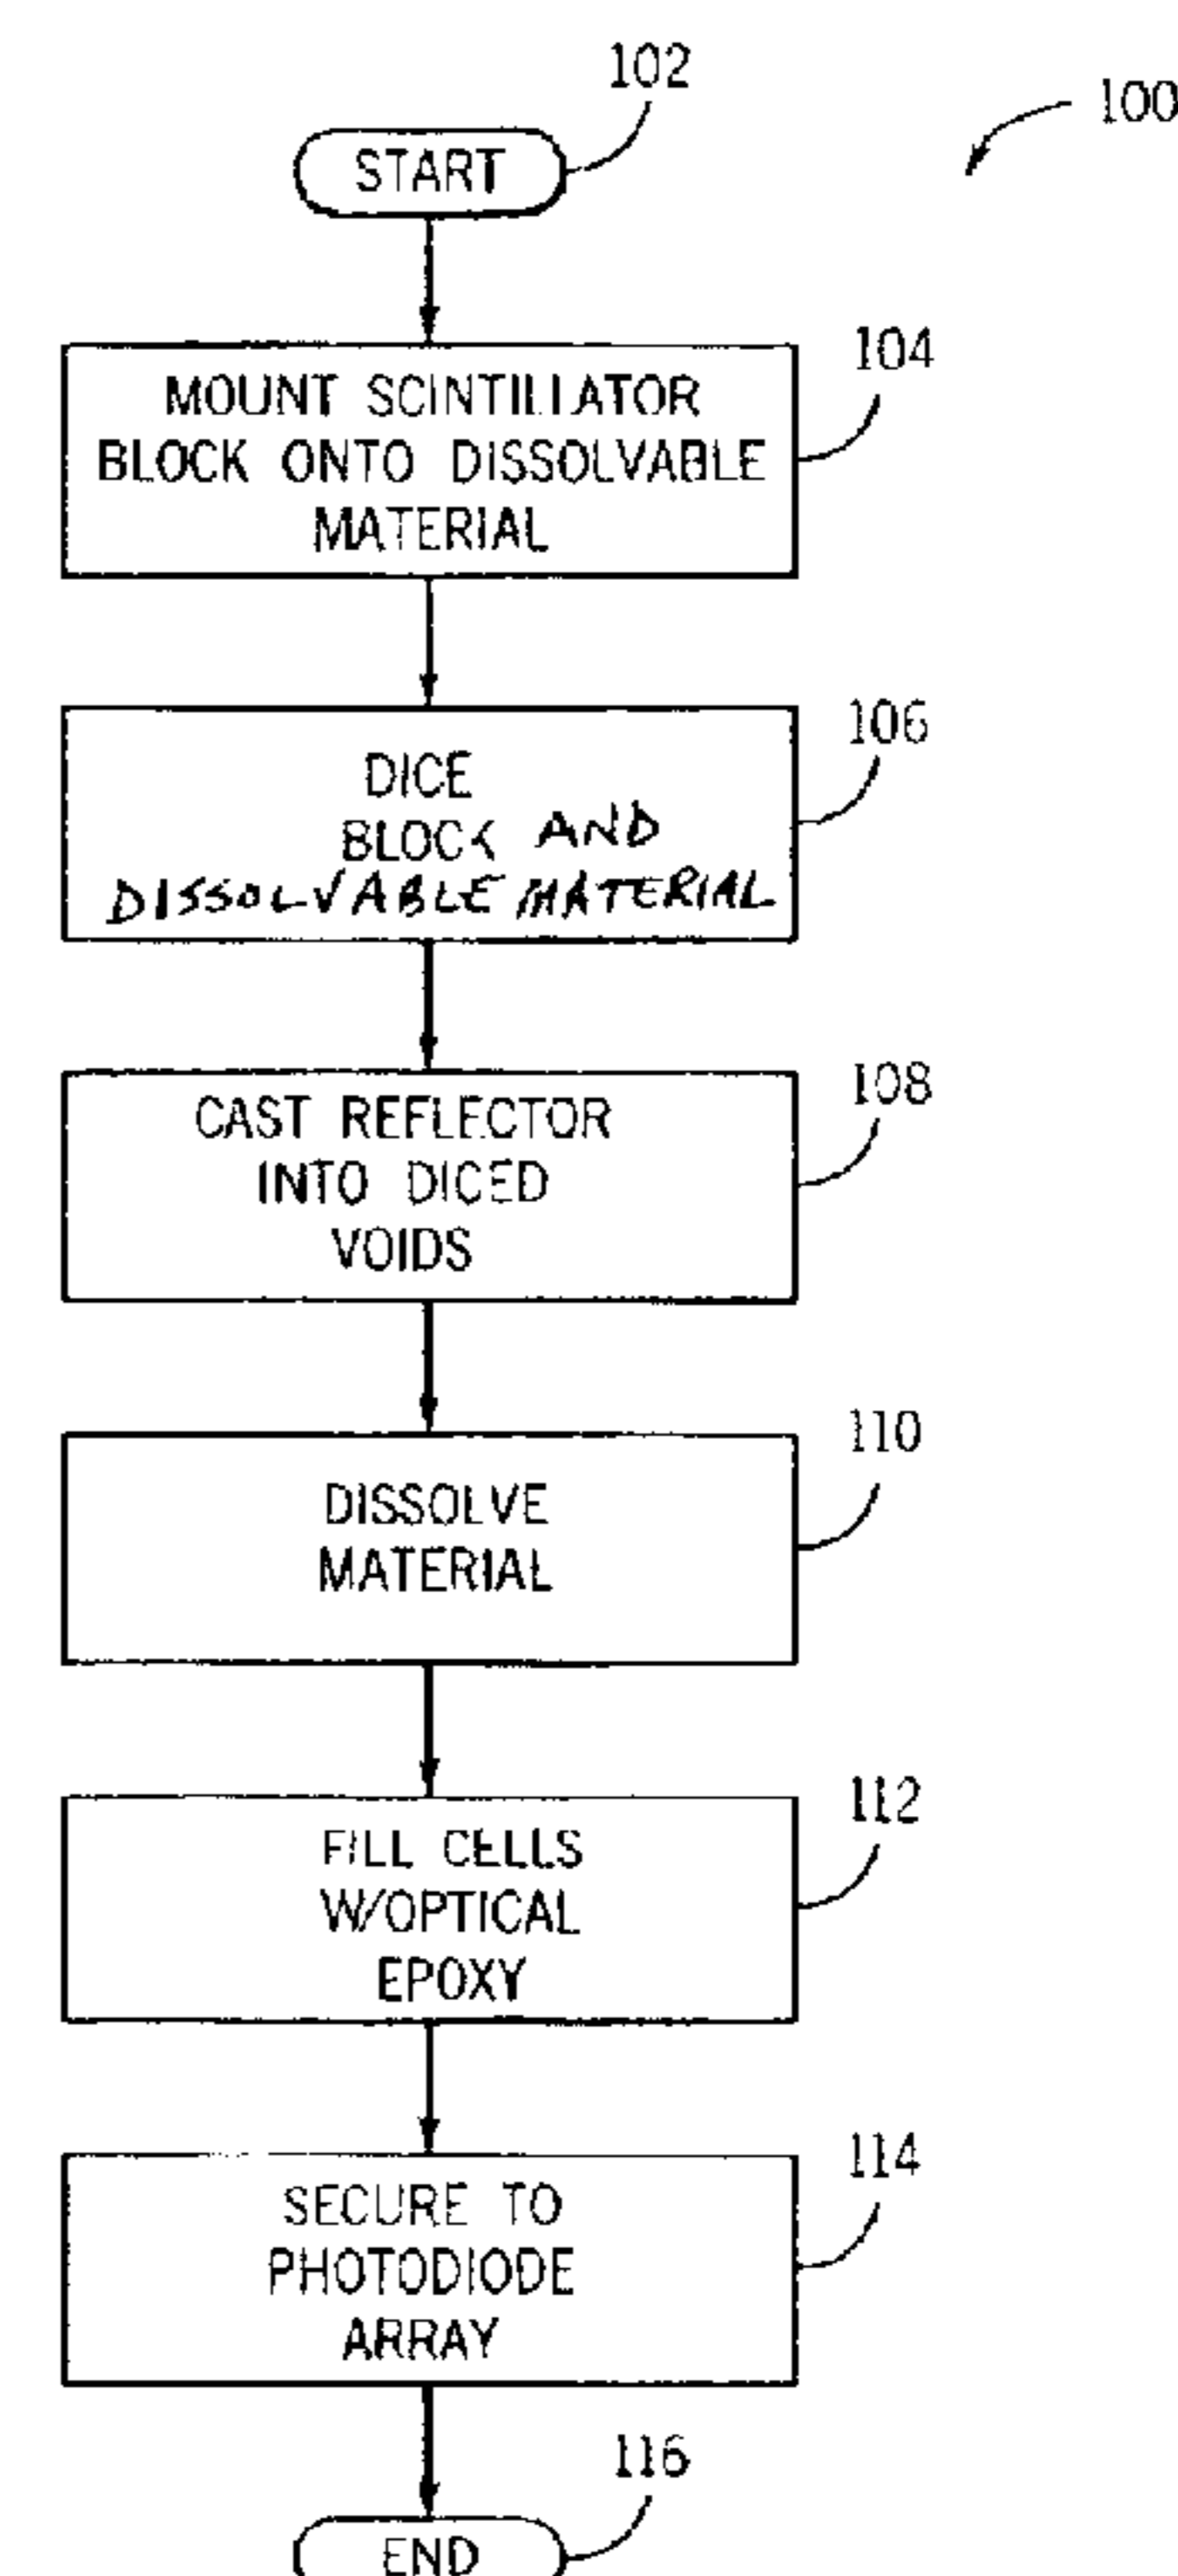 102
100
START
104
MOUNT SCINTILLATOR
BLOCK ONTO DISSOLVABLE
MATERIAL
106
DICE
BLOCK AND
DISSOLVABLE MATERIAL
108
CAST REFLECTOR
INTO DICED
VOIDS
110
DISSOLVE
MATERIAL
112
FILL CELLS
W/OPTICAL
EPOXY
114
SECURE TO
PHOTODIODE
ARRAY
116
END